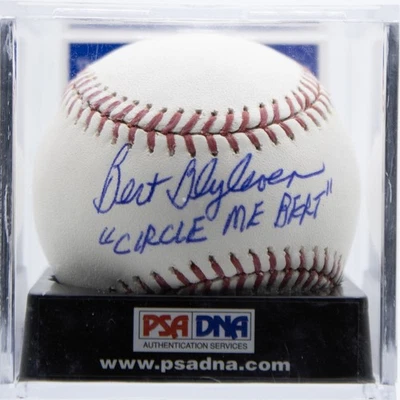 Bert Blyleven
"CIRCLE ME BERT"
PSA DNA
AUTHENTICATION SERVICES
www.psadna.com